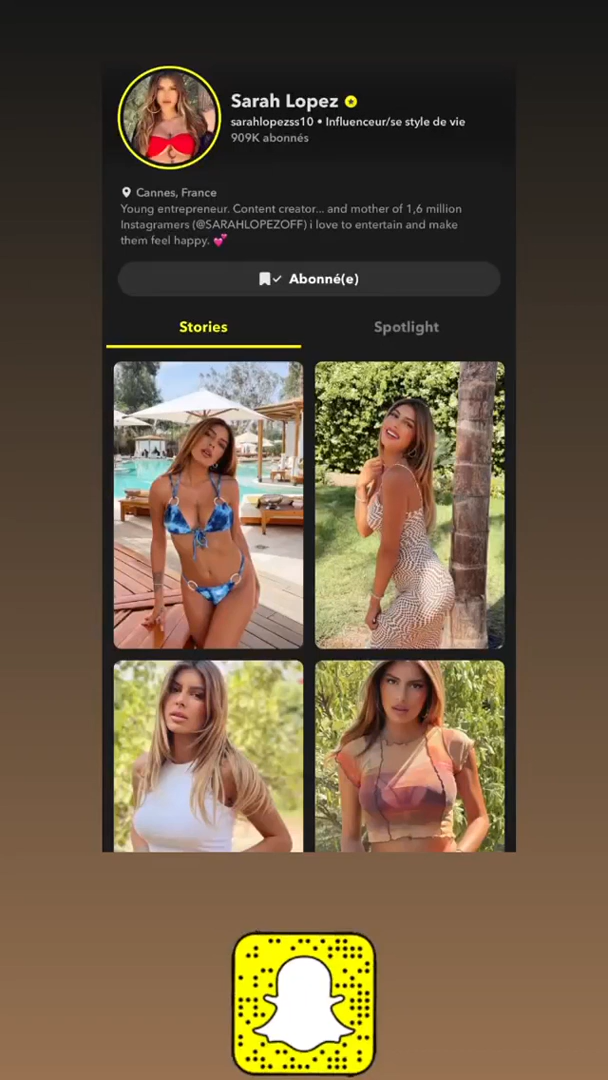 Sarah Lopez
sarahlopezss10 • Influenceur/se style de vie
909K abonnés
Cannes, France
Young entrepreneur. Content creator... and mother of 1,6 million
Instagramers (@SARAHLOPEZOFF) i love to entertain and make
them feel happy. 💕
Abonné(e)
Stories
Spotlight